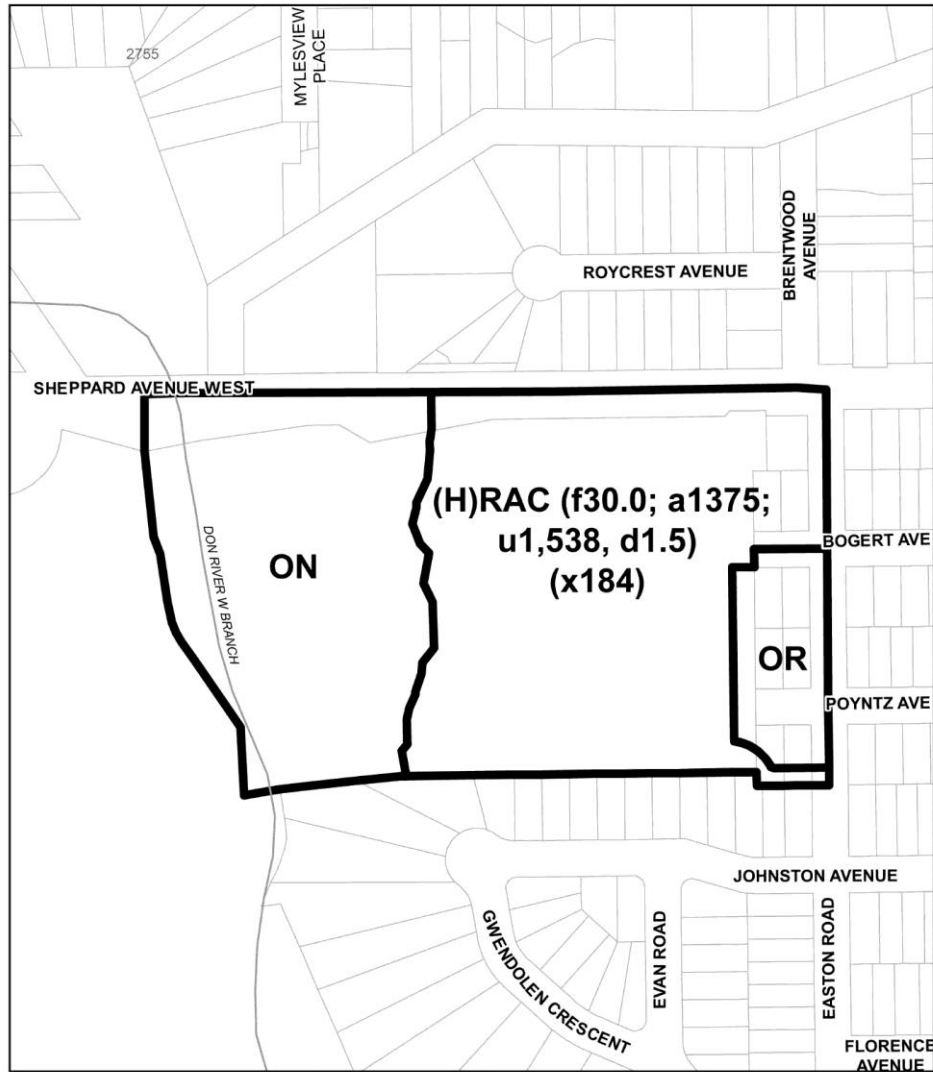 2755
MYLESVIEW
PLACE
BRENTWOOD
AVENUE
ROYCREST AVENUE
SHEPPARD AVENUE WEST
(H)RAC (f30.0; a1375;
u1,538, d1.5)
(x184)
BOGERT AVE
DON RIVER W BRANCH
ON
OR
POYNTZ AVE
JOHNSTON AVENUE
GWENDOLEN CRESCENT
EVAN ROAD
EASTON ROAD
FLORENCE
AVENUE